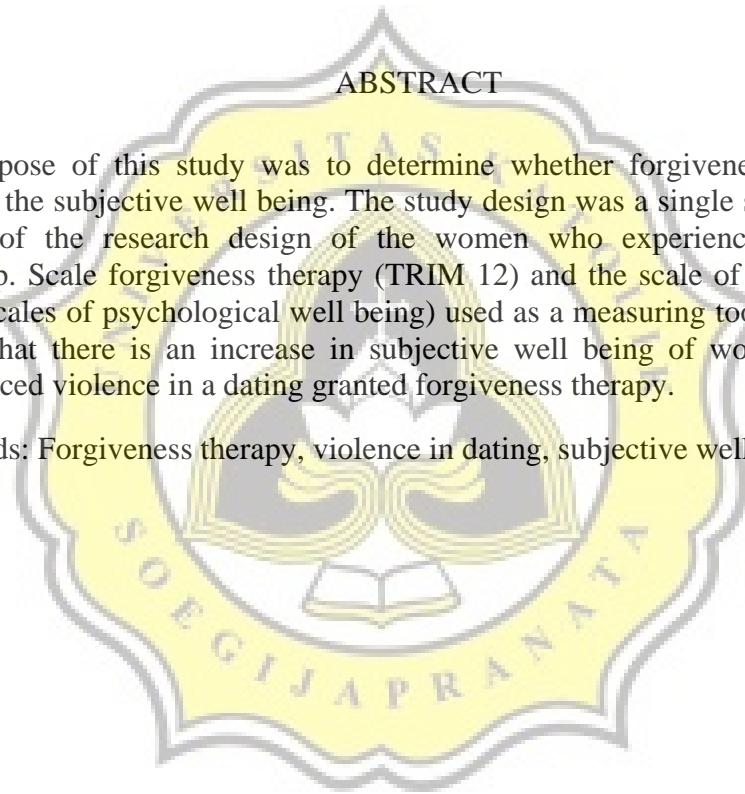 ABSTRACT
pose of this study was to determine whether forgivene
the subjective well being. The study design was a single s
of the research design of the women who experienc
p. Scale forgiveness therapy (TRIM 12) and the scale of
cales of psychological well being) used as a measuring too
hat there is an increase in subjective well being of wo
ced violence in a dating granted forgiveness therapy.
ds: Forgiveness therapy, violence in dating, subjective well
SOEGIJAPRANATA